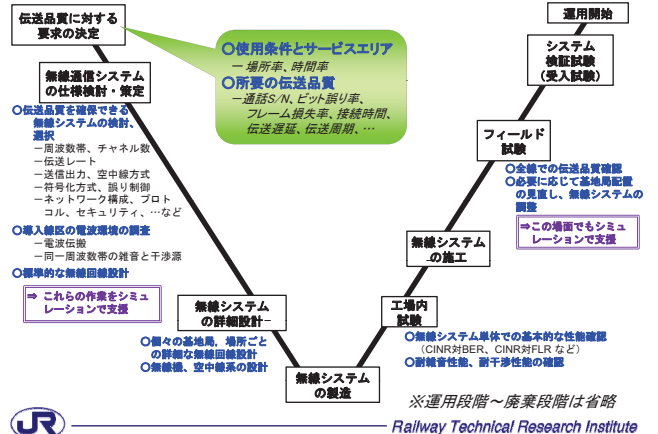 伝送品質に対する
要求の決定
○使用条件とサービスエリア
－場所率、時間率
○所要の伝送品質
－通話S/N、ビット誤り率、
フレーム損失率、接続時間、
伝送遅延、伝送周期、…
無線通信システム
の仕様検討・策定
○伝送品質を確保できる
無線システムの検討、
選択
－周波数帯、チャネル数
－伝送レート
－送信出力、空中線方式
－符号化方式、誤り制御
－ネットワーク構成、プロト
コル、セキュリティ、…など
○導入線区の電波環境の調査
－電波伝搬
－同一周波数帯の雑音と干渉源
○標準的な無線回線設計
⇒ これらの作業をシミュ
レーションで支援
無線システム
の詳細設計
○個々の基地局，場所ごと
の詳細な無線回線設計
○無線機、空中線系の設計
無線システム
の製造
工場内
試験
○無線システム単体での基本的な性能確認
（CINR対BER、CINR対FLR など）
○耐雑音性能、耐干渉性能の確認
無線システム
の施工
フィールド
試験
○全線での伝送品質確認
○必要に応じて基地局配置
の見直し、無線システムの
調整
⇒この場面でもシミュ
レーションで支援
システム
検証試験
（受入試験）
運用開始
※運用段階～廃棄段階は省略
JR
Railway Technical Research Institute